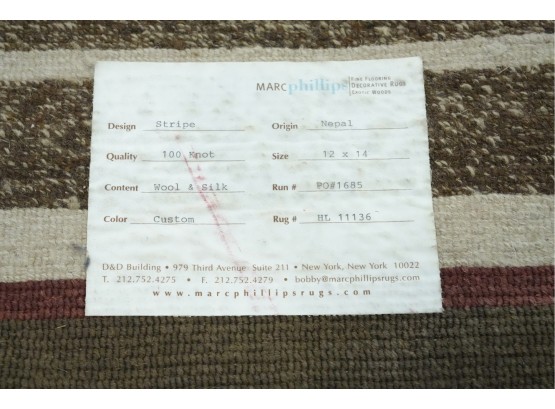 MARC phillips FINE FLOORING
DECORATIVE RUGS
EXOTIC WOODS
Design Stripe Origin Nepal
Quality 100 Knot Size 12 x 14
Content Wool & Silk Run # PO#1685
Color Custom Rug # HL 11136
D&D Building • 979 Third Avenue Suite 211 • New York, New York 10022
T. 212.752.4275 • F. 212.752.4279 • bobby@marcphillipsrugs.com
www.marcphillipsrugs.com